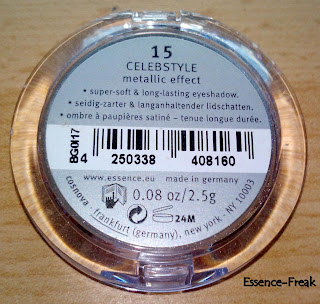 15
CELEBSTYLE
metallic effect
• super-soft & long-lasting eyeshadow.
• seidig-zarter & langanhaltender lidschatten.
• ombre à paupières satiné – tenue longue durée.
BG0117
4 250338 408160
www.essence.eu made in germany
0.08 oz/2.5g
24M
cosnova frankfurt (germany), new york, NY 10003
Essence-Freak